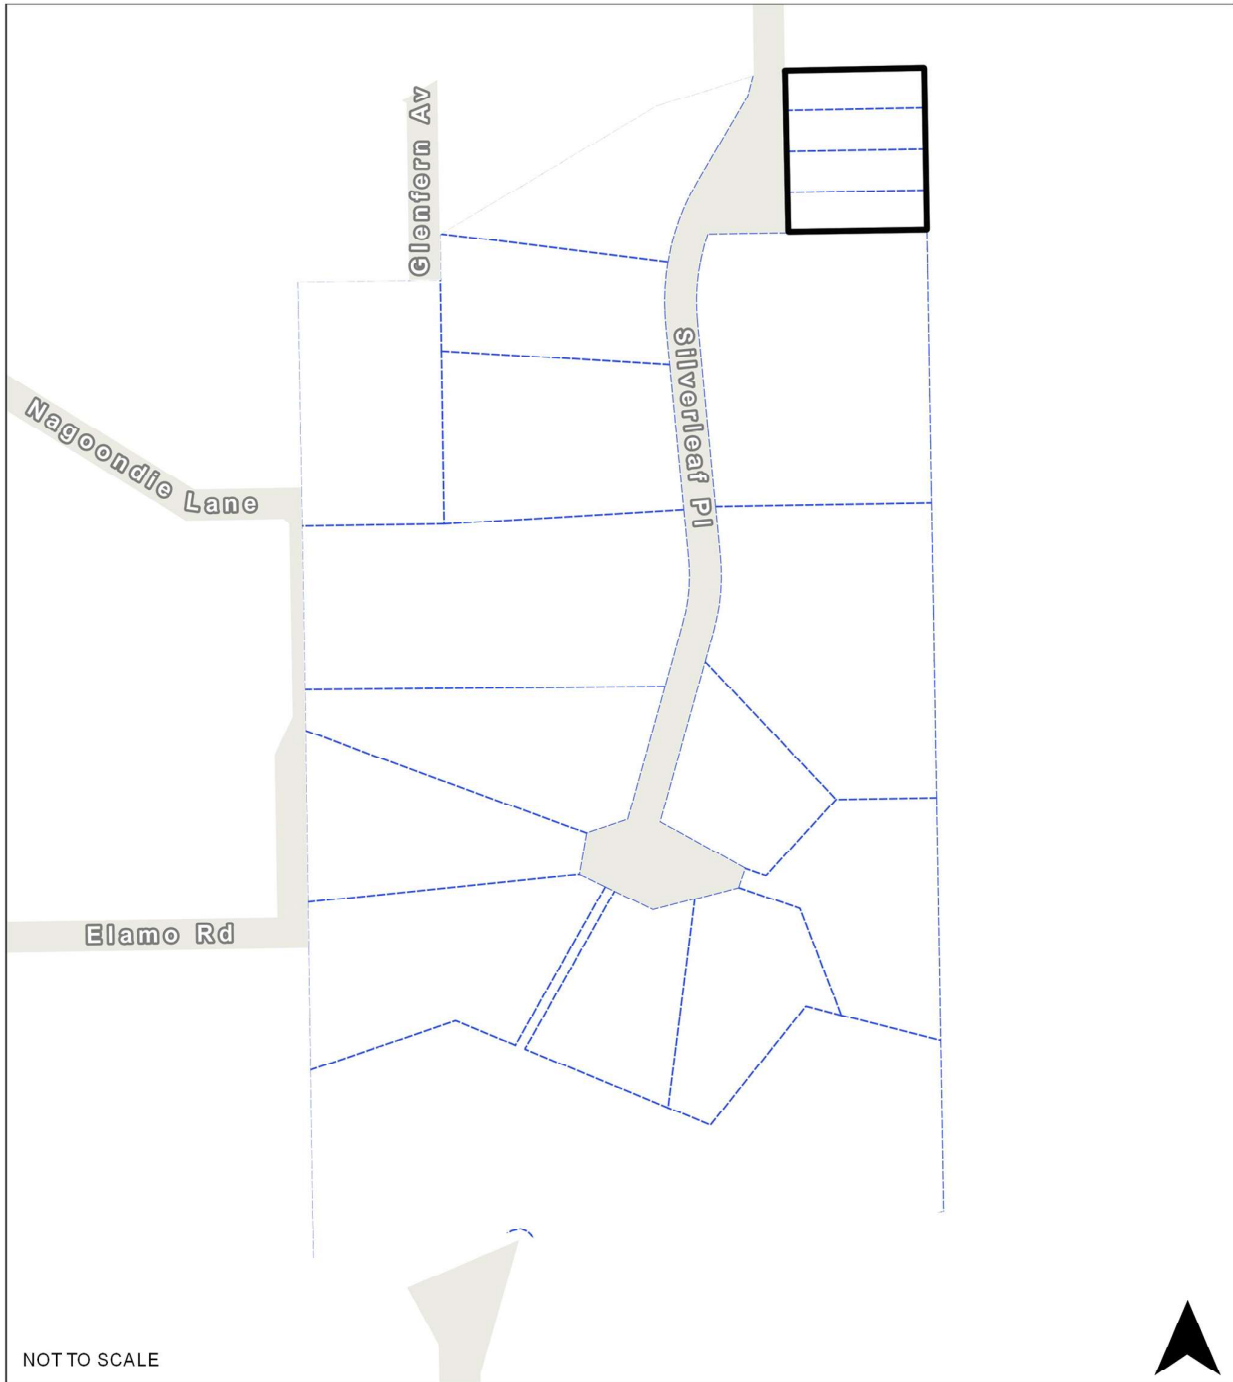 Glenfern Av
Silverleaf Pl
Nagoondie Lane
Elamo Rd
NOT TO SCALE